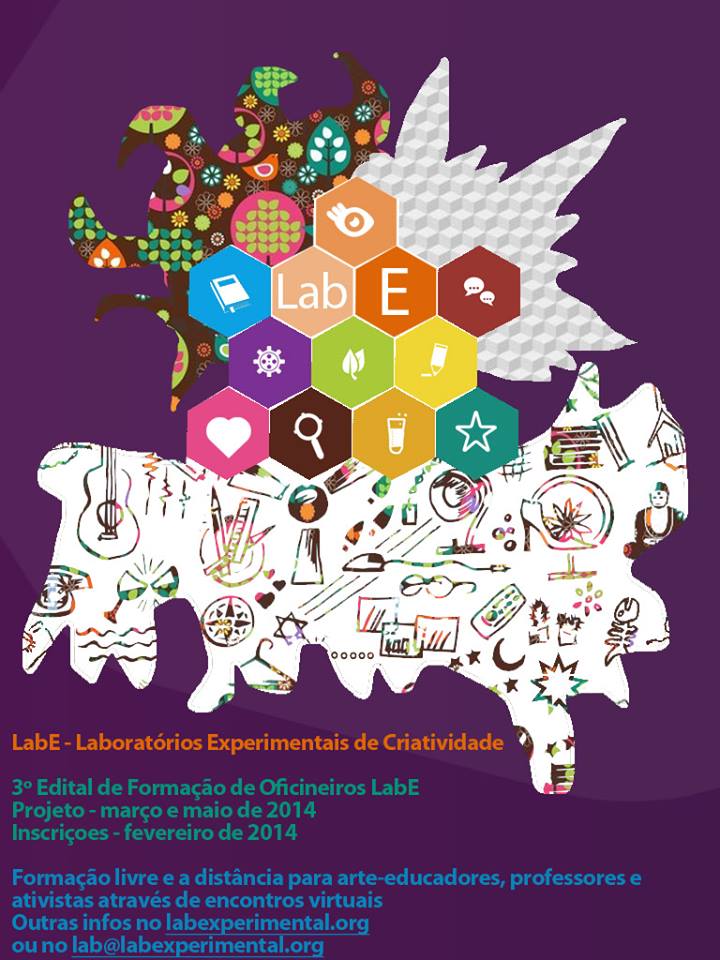 Lab E
LabE - Laboratórios Experimentais de Criatividade
3º Edital de Formação de Oficineiros LabE
Projeto - março e maio de 2014
Inscriçoes - fevereiro de 2014
Formação livre e a distância para arte-educadores, professores e
ativistas através de encontros virtuais
Outras infos no labexperimental.org
ou no lab@labexperimental.org